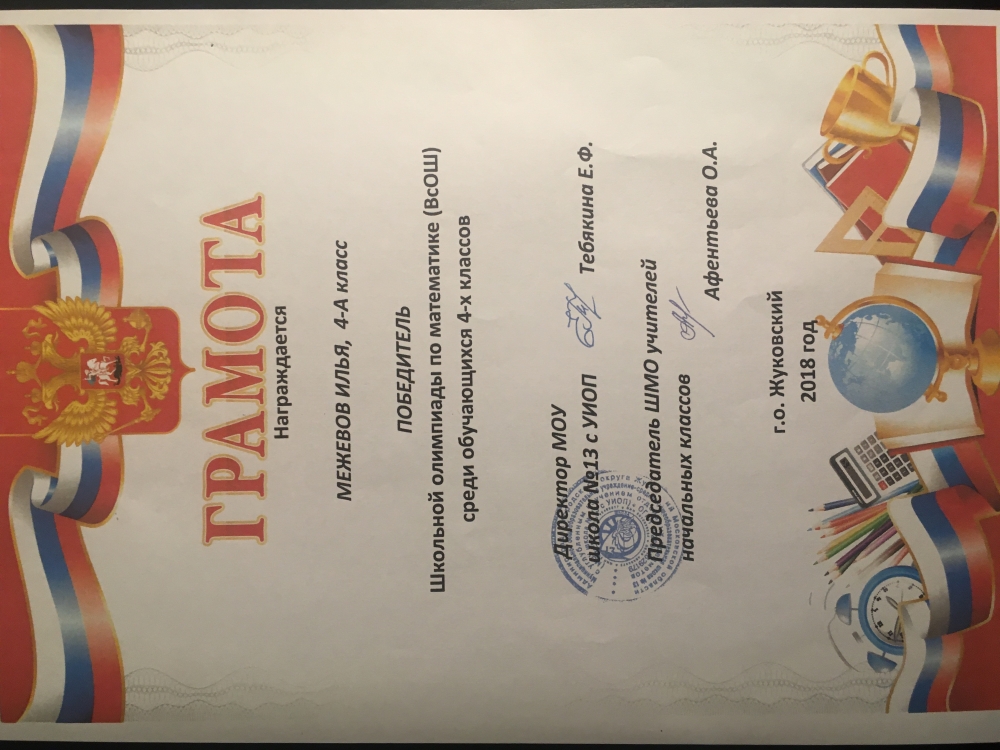 ГРАМОТА
Награждается
МЕЖЕВОВ ИЛЬЯ, 4-А класс
ПОБЕДИТЕЛЬ
Школьной олимпиады по математике (ВсОШ)
среди обучающихся 4-х классов
Директор МОУ
школа №13 с УИОП Тебякина Е.Ф.
Председатель ШМО учителей
начальных классов
Афентьева О.А.
г.о. Жуковский
2018 год